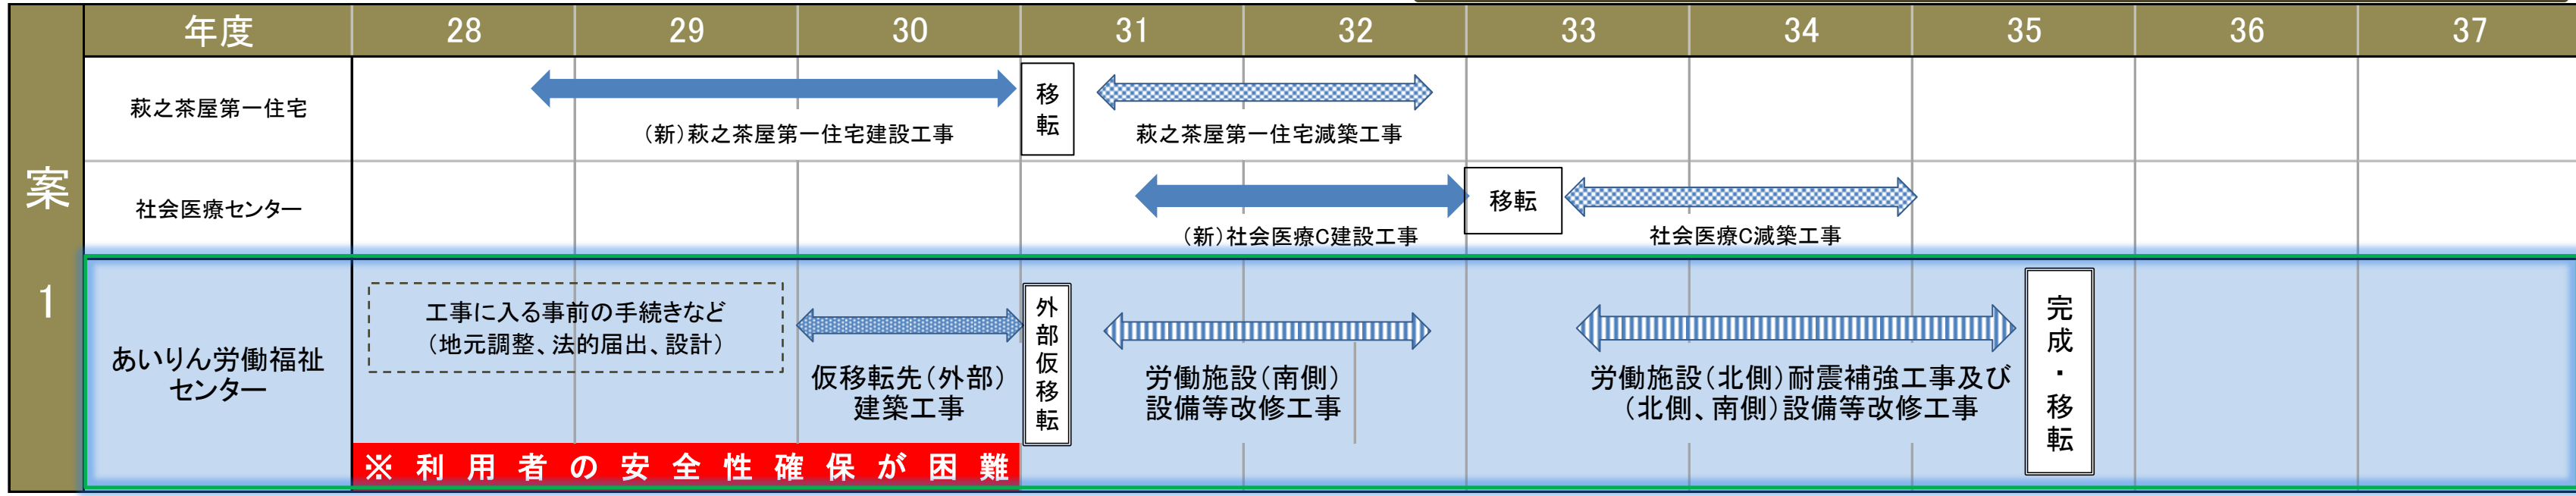 年度 28 29 30 31 32 33 34 35 36 37
案1
萩之茶屋第一住宅
(新)萩之茶屋第一住宅建設工事
移転
萩之茶屋第一住宅減築工事
社会医療センター
(新)社会医療C建設工事
移転
社会医療C減築工事
あいりん労働福祉
センター
工事に入る事前の手続きなど
(地元調整、法的届出、設計)
仮移転先(外部)
建築工事
外部仮移転
労働施設(南側)
設備等改修工事
労働施設(北側)耐震補強工事及び
(北側、南側)設備等改修工事
完成・移転
※利用者の安全性確保が困難